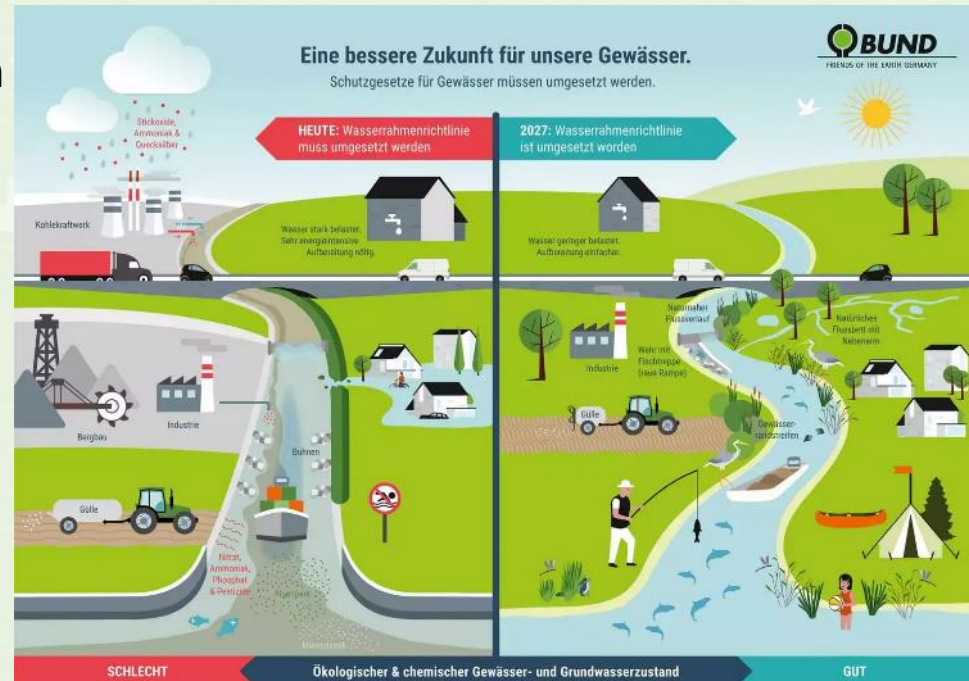 Eine bessere Zukunft für unsere Gewässer.
Schutzgesetze für Gewässer müssen umgesetzt werden.
BUND
FRIENDS OF THE EARTH GERMANY
Stickoxide,
Ammoniak &
Quecksilber
HEUTE: Wasserrahmenrichtlinie
muss umgesetzt werden
2027: Wasserrahmenrichtlinie
ist umgesetzt worden
Kohlekraftwerk
Wasser stark belastet.
Sehr energieintensive
Aufbereitung nötig.
Wasser geringer belastet.
Aufbereitung einfacher.
Bergbau
Industrie
Buhnen
Gülle
Nitrat,
Ammoniak,
Phosphat
& Pestizide
Algenpest
Mikroplastik
Naturnaher
Flussverlauf
Natürliches
Flussbett mit
Nebenarm
Industrie
Wehr mit
Fischtreppe
(raue Rampe)
Gülle
Gewässer-
randstreifen
SCHLECHT
Ökologischer & chemischer Gewässer- und Grundwasserzustand
GUT